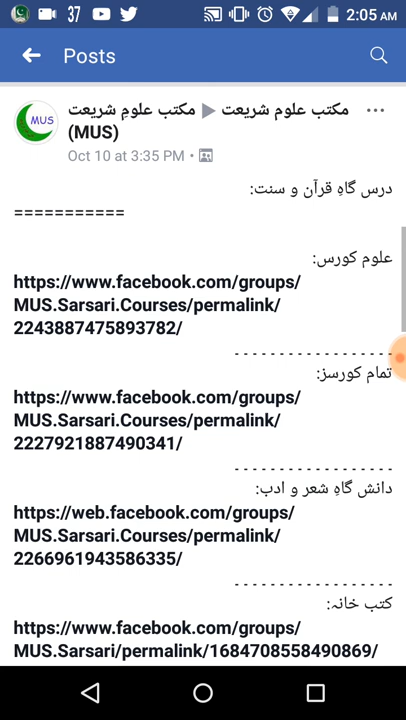 37
2:05 AM
Posts
مکتب علومِ شریعت ▶ مکتب علوم شریعت
(MUS)
MUS
Oct 10 at 3:35 PM •
درس گاہِ قرآن و سنت:
===========
علوم کورس:
https://www.facebook.com/groups/
MUS.Sarsari.Courses/permalink/
2243887475893782/
- - - - - - - - - - - - - - - - - -
تمام کورسز:
https://www.facebook.com/groups/
MUS.Sarsari.Courses/permalink/
2227921887490341/
- - - - - - - - - - - - - - - - - -
دانش گاہِ شعر و ادب:
https://web.facebook.com/groups/
MUS.Sarsari.Courses/permalink/
2266961943586335/
- - - - - - - - - - - - - - - - - -
کتب خانہ:
https://www.facebook.com/groups/
MUS.Sarsari/permalink/1684708558490869/